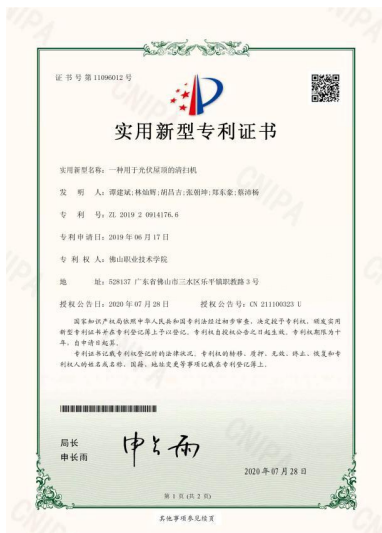 证书号第11096012号
实用新型专利证书
实用新型名称：一种用于光伏屋顶的清扫机
发 明 人：谭建斌;林灿辉;胡昌吉;张朝坤;郑东豪;蔡沛杨
专 利 号：ZL 2019 2 0914176.6
专利申请日：2019年06月17日
专 利 权 人：佛山职业技术学院
地 址：528137 广东省佛山市三水区乐平镇职教路3号
授权公告日：2020年07月28日 授权公告号：CN 211100323 U
国家知识产权局依照中华人民共和国专利法经过初步审查，决定授予专利权，颁发实用
新型专利证书并在专利登记簿上予以登记。专利权自授权公告之日起生效。专利权期限为十
年，自申请日起算。
专利证书记载专利权登记时的法律状况。专利权的转移、质押、无效、终止、恢复和专
利权人的姓名或名称、国籍、地址变更等事项记载在专利登记簿上。
局长
申长雨
申长雨
2020年07月28日
第 1 页 (共 2 页)
其他事项参见续页
CNIPA
CNIPA
CNIPA
CNIPA